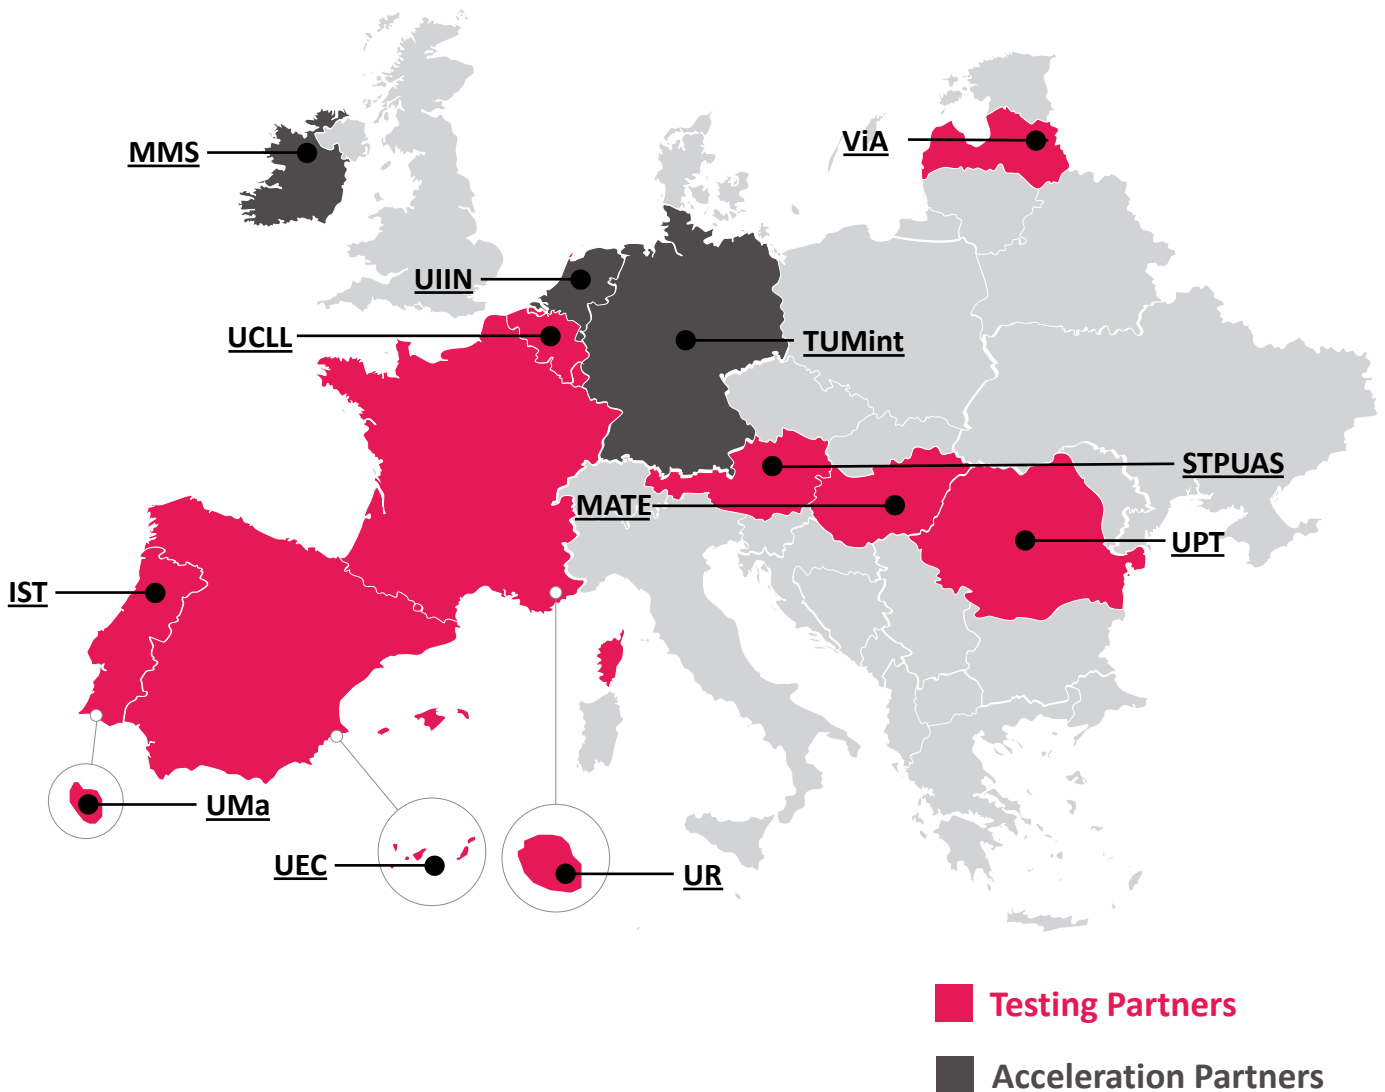 MMS
ViA
UIIN
UCLL
TUMint
STPUAS
MATE
UPT
IST
UMa
UEC
UR
Testing Partners
Acceleration Partners